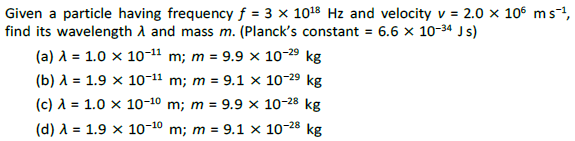 Given a particle having frequency f = 3 × 10¹⁸ Hz and velocity v = 2.0 × 10⁶ m s⁻¹,
find its wavelength λ and mass m. (Planck's constant = 6.6 × 10⁻³⁴ J s)
(a) λ = 1.0 × 10⁻¹¹ m; m = 9.9 × 10⁻²⁹ kg
(b) λ = 1.9 × 10⁻¹¹ m; m = 9.1 × 10⁻²⁹ kg
(c) λ = 1.0 × 10⁻¹⁰ m; m = 9.9 × 10⁻²⁸ kg
(d) λ = 1.9 × 10⁻¹⁰ m; m = 9.1 × 10⁻²⁸ kg